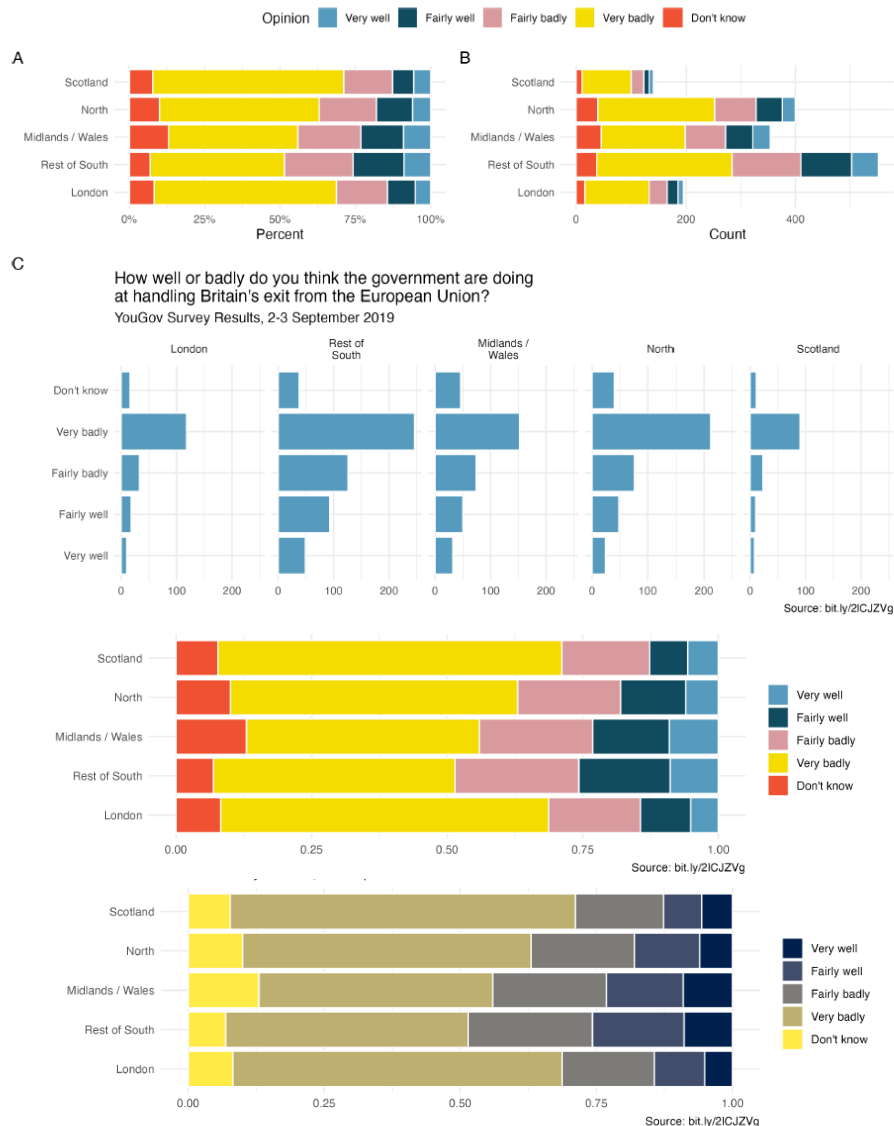 Opinion Very well Fairly well Fairly badly Very badly Don't know
A
Scotland
North
Midlands / Wales
Rest of South
London
0% 25% 50% 75% 100%
Percent
B
Scotland
North
Midlands / Wales
Rest of South
London
0 200 400
Count
C
How well or badly do you think the government are doing
at handling Britain's exit from the European Union?
YouGov Survey Results, 2-3 September 2019
London
Rest of
South
Midlands /
Wales
North
Scotland
Don't know
Very badly
Fairly badly
Fairly well
Very well
0 100 200 0 100 200 0 100 200 0 100 200 0 100 200
Source: bit.ly/2lCJZVg
Scotland
North
Midlands / Wales
Rest of South
London
0.00 0.25 0.50 0.75 1.00
Very well
Fairly well
Fairly badly
Very badly
Don't know
Source: bit.ly/2lCJZVg
Scotland
North
Midlands / Wales
Rest of South
London
0.00 0.25 0.50 0.75 1.00
Very well
Fairly well
Fairly badly
Very badly
Don't know
Source: bit.ly/2lCJZVg